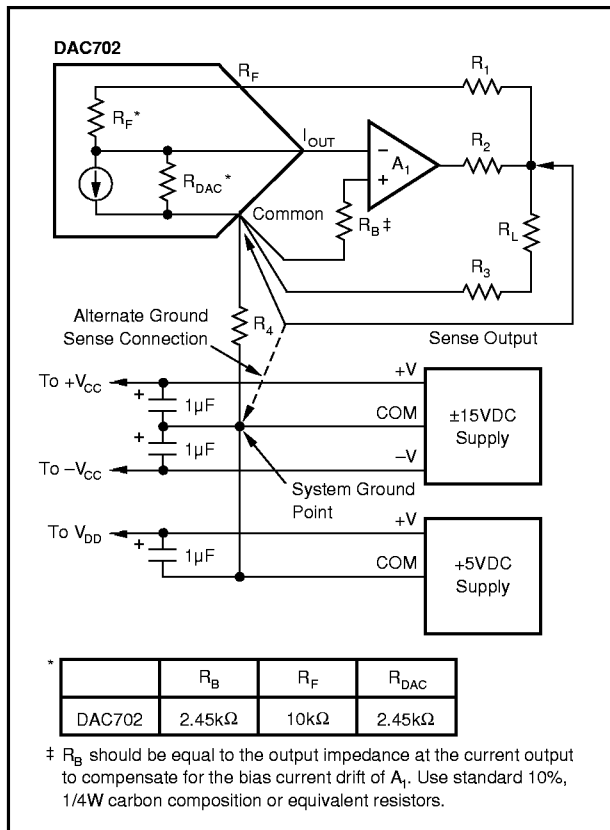 DAC702
R_F
R_1
R_F*
I_OUT
R_2
−
A_1
+
R_DAC*
Common
R_B‡
R_L
R_3
Alternate Ground
Sense Connection
R_4
Sense Output
To +V_CC
+
1µF
+V
COM
±15VDC
Supply
+
1µF
To −V_CC
−V
System Ground
Point
To V_DD
+
1µF
+V
COM
+5VDC
Supply
*
R_B R_F R_DAC
DAC702 2.45kΩ 10kΩ 2.45kΩ
‡ R_B should be equal to the output impedance at the current output
to compensate for the bias current drift of A_1. Use standard 10%,
1/4W carbon composition or equivalent resistors.